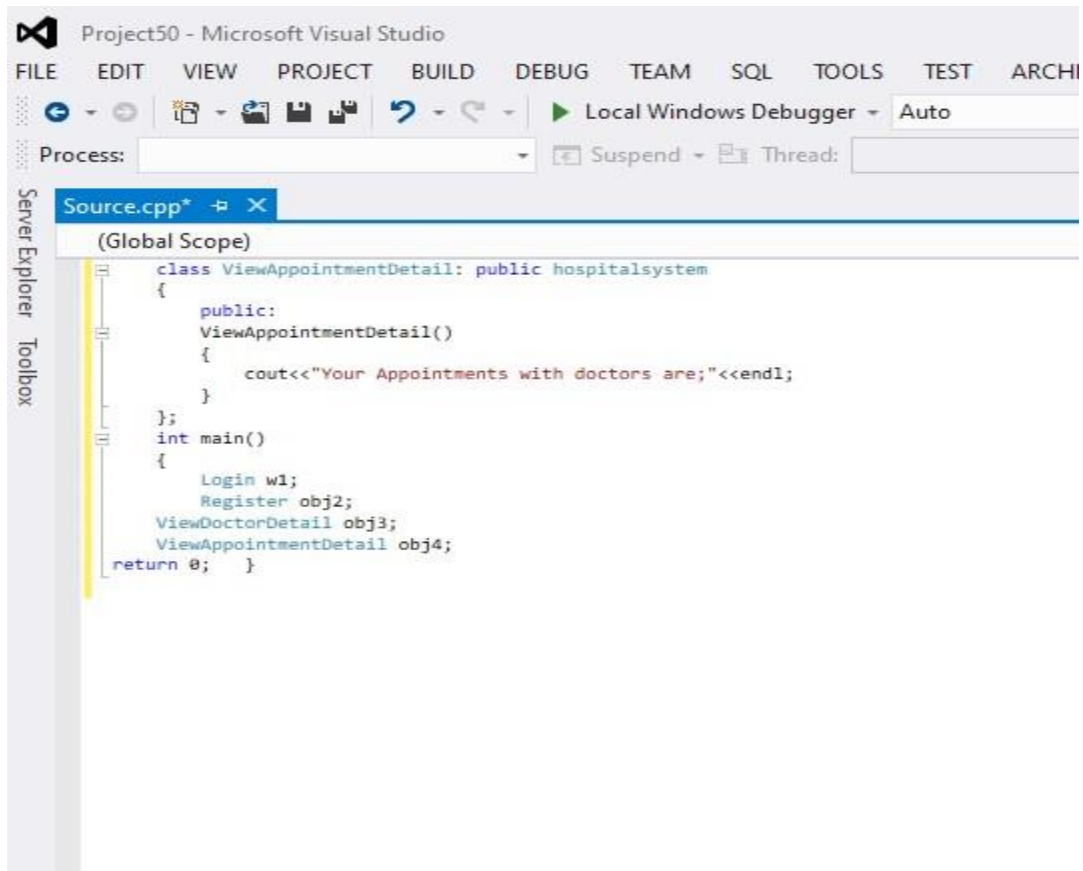 Project50 - Microsoft Visual Studio
FILE EDIT VIEW PROJECT BUILD DEBUG TEAM SQL TOOLS TEST ARCHI
Local Windows Debugger Auto
Process: Suspend Thread:
Server Explorer
Toolbox
Source.cpp*
(Global Scope)
class ViewAppointmentDetail: public hospitalsystem
{
public:
ViewAppointmentDetail()
{
cout<<"Your Appointments with doctors are;"<<endl;
}
};
int main()
{
Login w1;
Register obj2;
ViewDoctorDetail obj3;
ViewAppointmentDetail obj4;
return 0; }